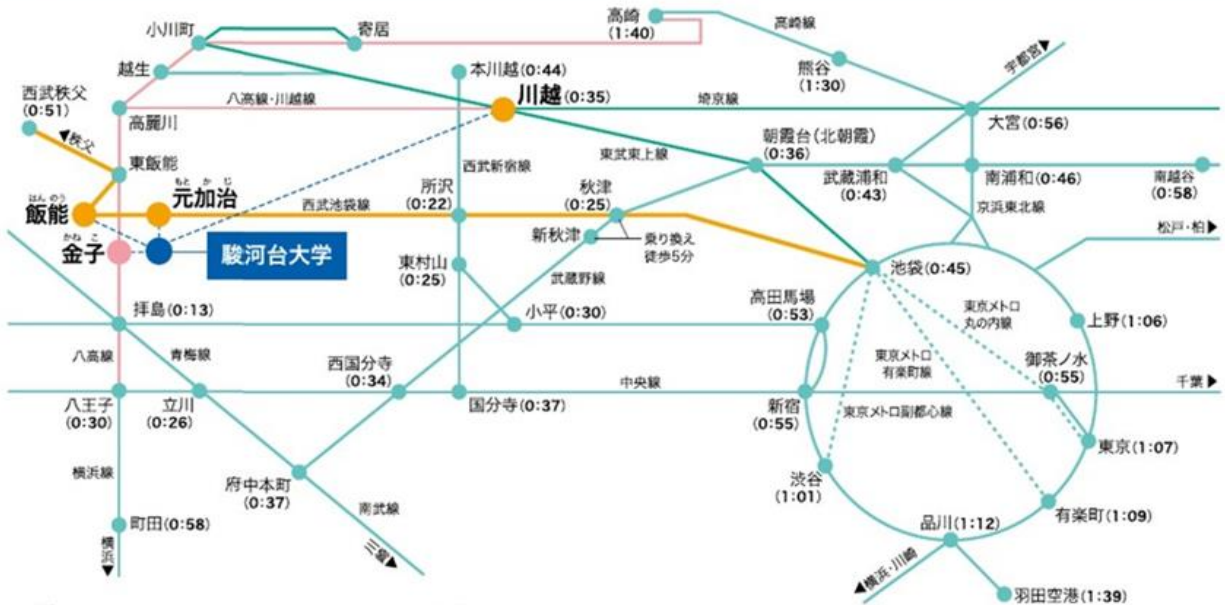 高崎
(1:40)
高崎線
小川町
寄居
熊谷
(1:30)
宇都宮▶
越生
本川越(0:44)
西武秩父
(0:51)
川越(0:35)
八高線・川越線
埼京線
高麗川
大宮(0:56)
◀秩父
朝霞台(北朝霞)
(0:36)
東武東上線
東飯能
西武新宿線
もと か じ
元加治
所沢
(0:22)
秋津
(0:25)
武蔵浦和
(0:43)
南浦和(0:46)
南越谷
(0:58)
はん のう
飯能
西武池袋線
京浜東北線
かね こ
金子
駿河台大学
新秋津
乗り換え
徒歩5分
松戸・柏▶
東村山
(0:25)
武蔵野線
池袋(0:45)
高田馬場
(0:53)
東京メトロ
丸の内線
拝島(0:13)
小平(0:30)
上野(1:06)
八高線
青梅線
西国分寺
(0:34)
東京メトロ
有楽町線
御茶ノ水
(0:55)
中央線
千葉▶
八王子
(0:30)
立川
(0:26)
国分寺(0:37)
新宿
(0:55)
東京メトロ副都心線
東京(1:07)
横浜線
府中本町
(0:37)
渋谷
(1:01)
南武線
有楽町(1:09)
町田(0:58)
品川(1:12)
横浜▶
川崎▶
◀横浜・川崎
羽田空港(1:39)